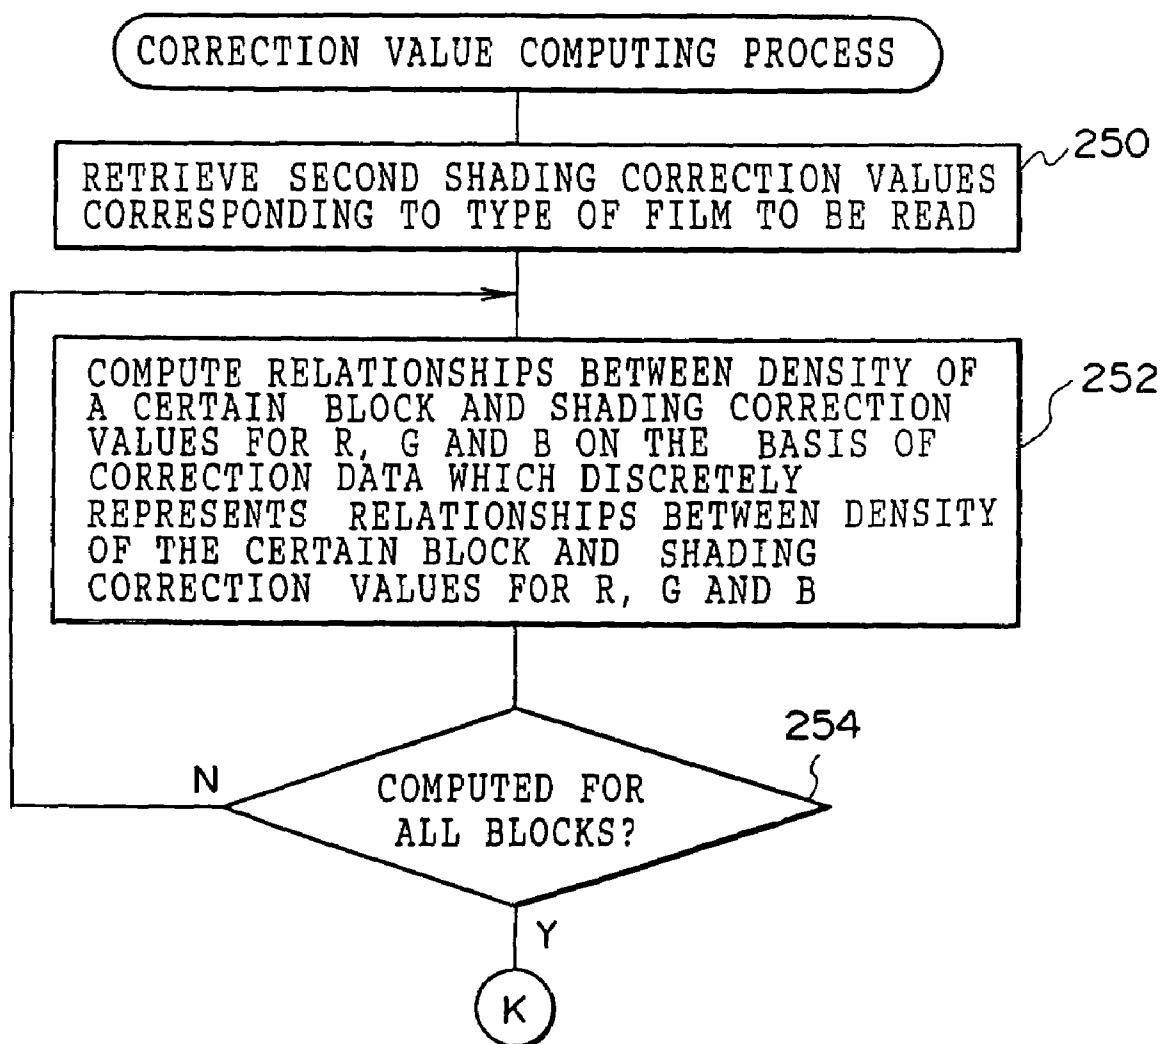 CORRECTION VALUE COMPUTING PROCESS
250
RETRIEVE SECOND SHADING CORRECTION VALUES
CORRESPONDING TO TYPE OF FILM TO BE READ
252
COMPUTE RELATIONSHIPS BETWEEN DENSITY OF
A CERTAIN BLOCK AND SHADING CORRECTION
VALUES FOR R, G AND B ON THE BASIS OF
CORRECTION DATA WHICH DISCRETELY
REPRESENTS RELATIONSHIPS BETWEEN DENSITY
OF THE CERTAIN BLOCK AND SHADING
CORRECTION VALUES FOR R, G AND B
254
N
COMPUTED FOR
ALL BLOCKS?
Y
K